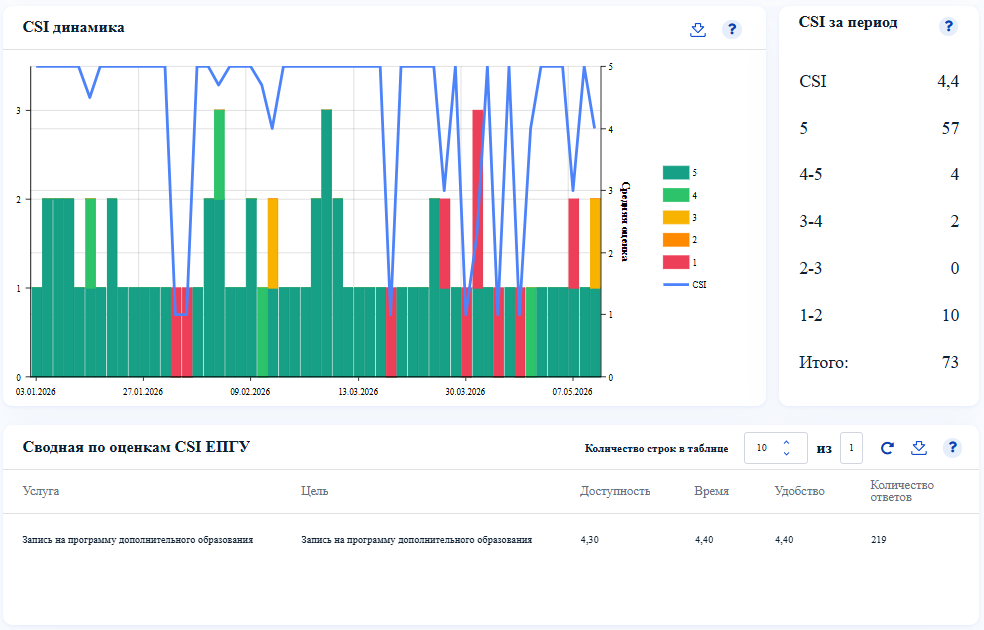 CSI динамика
?
3
2
1
0
5
4
3
2
1
0
Средняя оценка
03.01.2026 27.01.2026 09.02.2026 13.03.2026 30.03.2026 07.05.2026
5
4
3
2
1
CSI
CSI за период
?
CSI 4,4
5 57
4-5 4
3-4 2
2-3 0
1-2 10
Итого: 73
Сводная по оценкам CSI ЕПГУ
Количество строк в таблице 10 из 1
?
Услуга Цель Доступность Время Удобство Количество ответов
Запись на программу дополнительного образования Запись на программу дополнительного образования 4,30 4,40 4,40 219